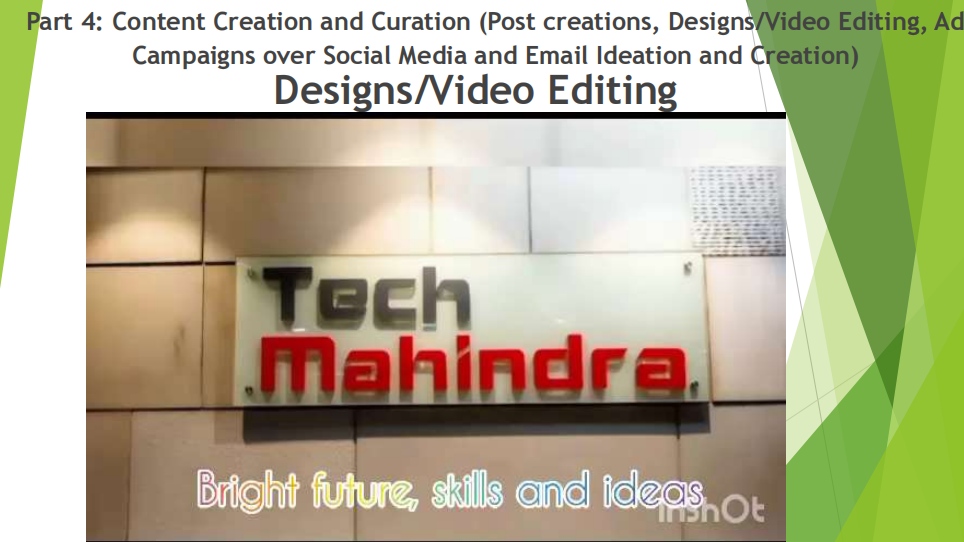 Part 4: Content Creation and Curation (Post creations, Designs/Video Editing, Ad
Campaigns over Social Media and Email Ideation and Creation)
Designs/Video Editing
Tech
Mahindra
Bright future, skills and ideas
InShOt